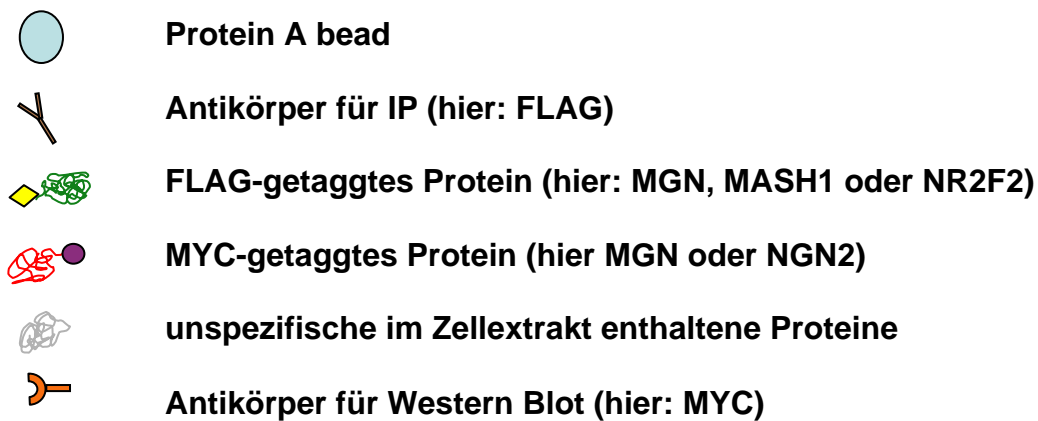 Protein A bead
Antikörper für IP (hier: FLAG)
FLAG-getaggtes Protein (hier: MGN, MASH1 oder NR2F2)
MYC-getaggtes Protein (hier MGN oder NGN2)
unspezifische im Zellextrakt enthaltene Proteine
Antikörper für Western Blot (hier: MYC)